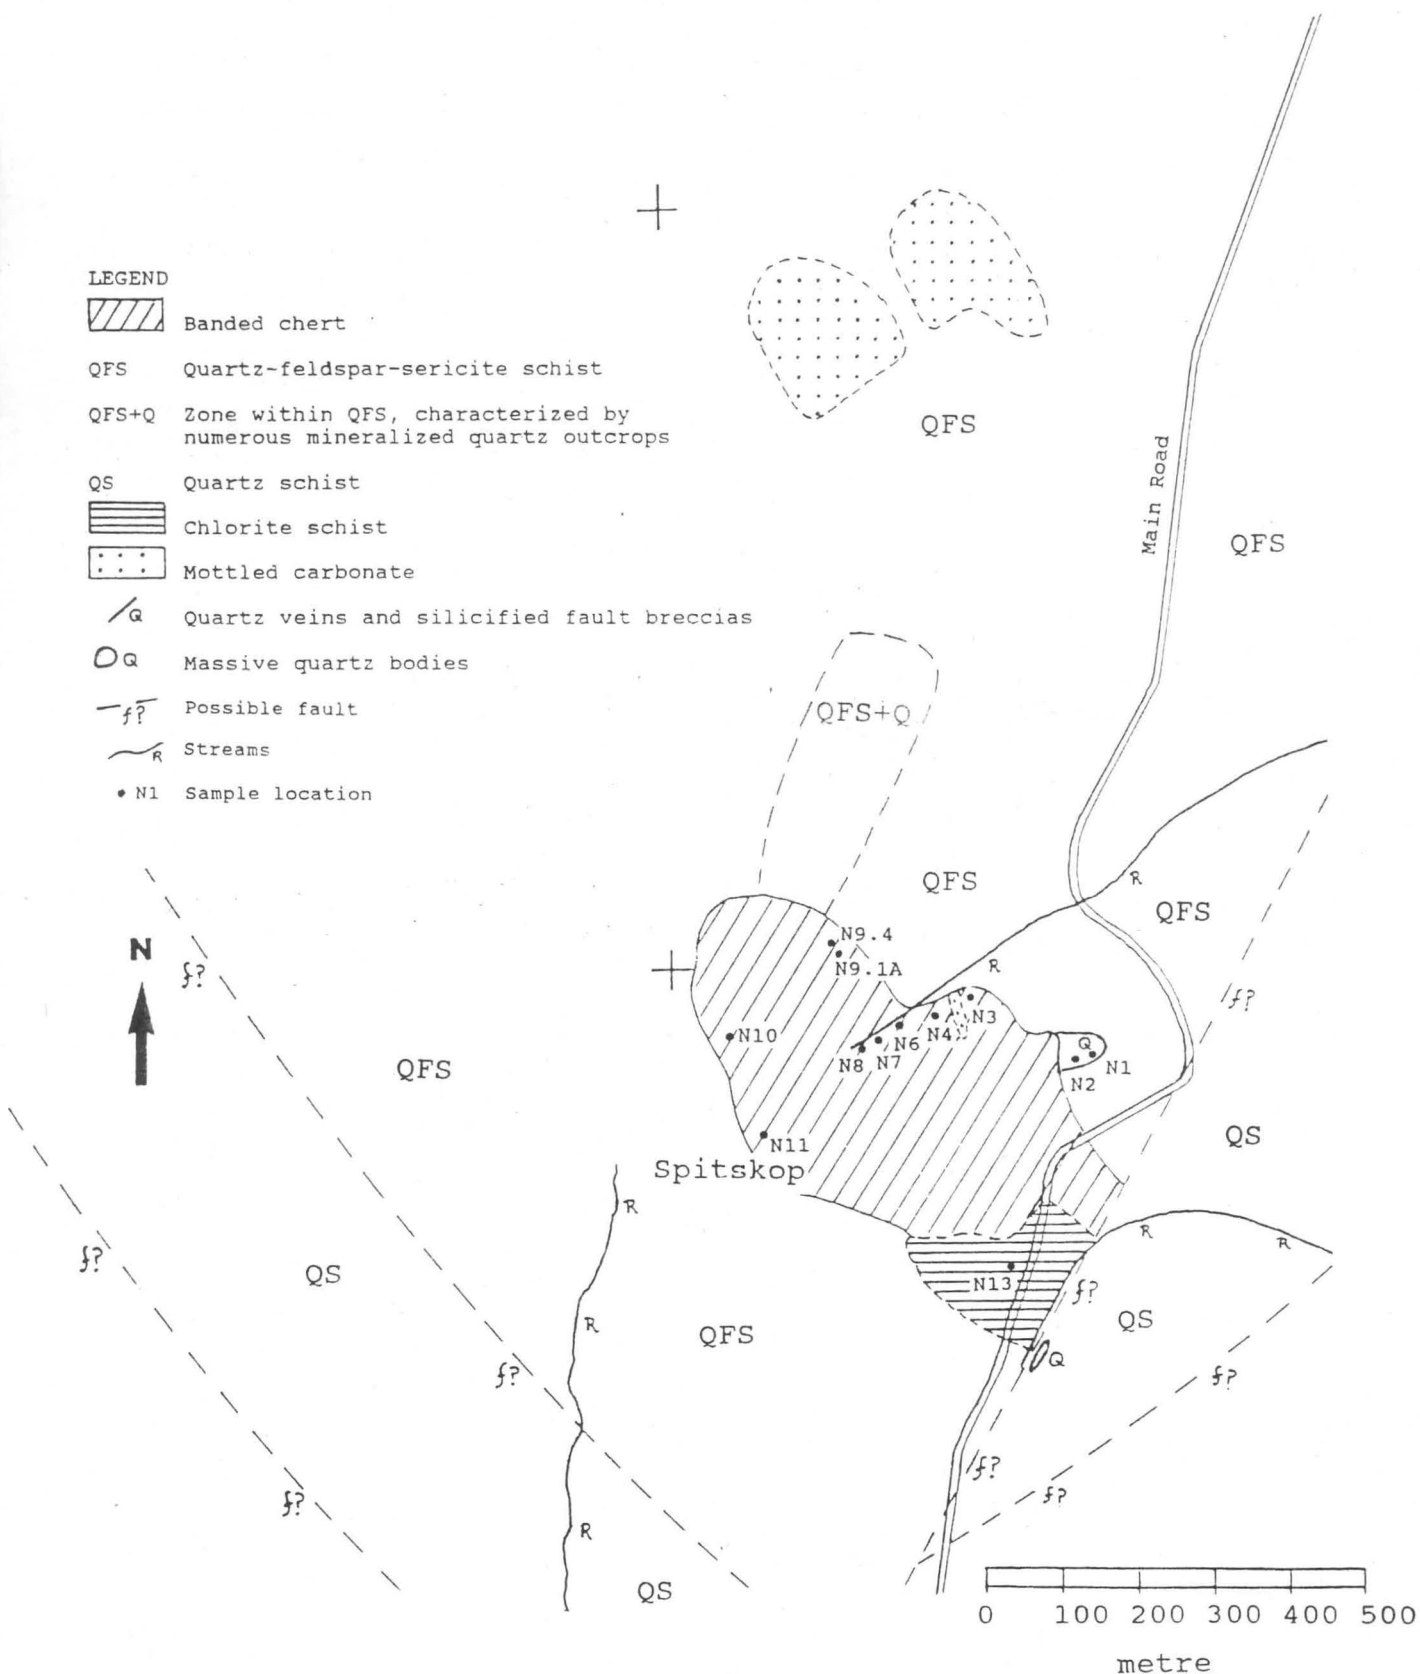 LEGEND
Banded chert
QFS Quartz-feldspar-sericite schist
QFS+Q Zone within QFS, characterized by
numerous mineralized quartz outcrops
QS Quartz schist
Chlorite schist
Mottled carbonate
Q Quartz veins and silicified fault breccias
Q Massive quartz bodies
f? Possible fault
R Streams
N1 Sample location
QFS
Main Road
QFS
QFS+Q
QFS
R
QFS
N
f?
N9.4
N9.1A
R
f?
N3
N4
N6
N7
N8
N10
Q
N1
N2
QFS
QS
N11
Spitskop
R
R
R
f?
QS
N13
f?
QS
R
QFS
Q
f?
f?
f?
f?
f?
R
QS
0 100 200 300 400 500
metre